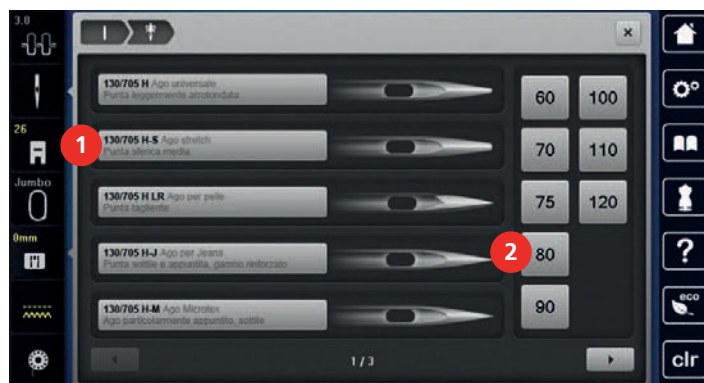 3.0
130/705 H Ago universale
Punta leggermente arrotondata
60 100
26
1
130/705 H-S Ago stretch
Punta sferica media
70 110
Jumbo
130/705 H LR Ago per pelle
Punta tagliente
75 120
0mm
130/705 H-J Ago per Jeans
Punta sottile e appuntita, gambo rinforzato
2
80
?
130/705 H-M Ago Microtex
Ago particolarmente appuntito, sottile
90
eco
1 / 3
clr